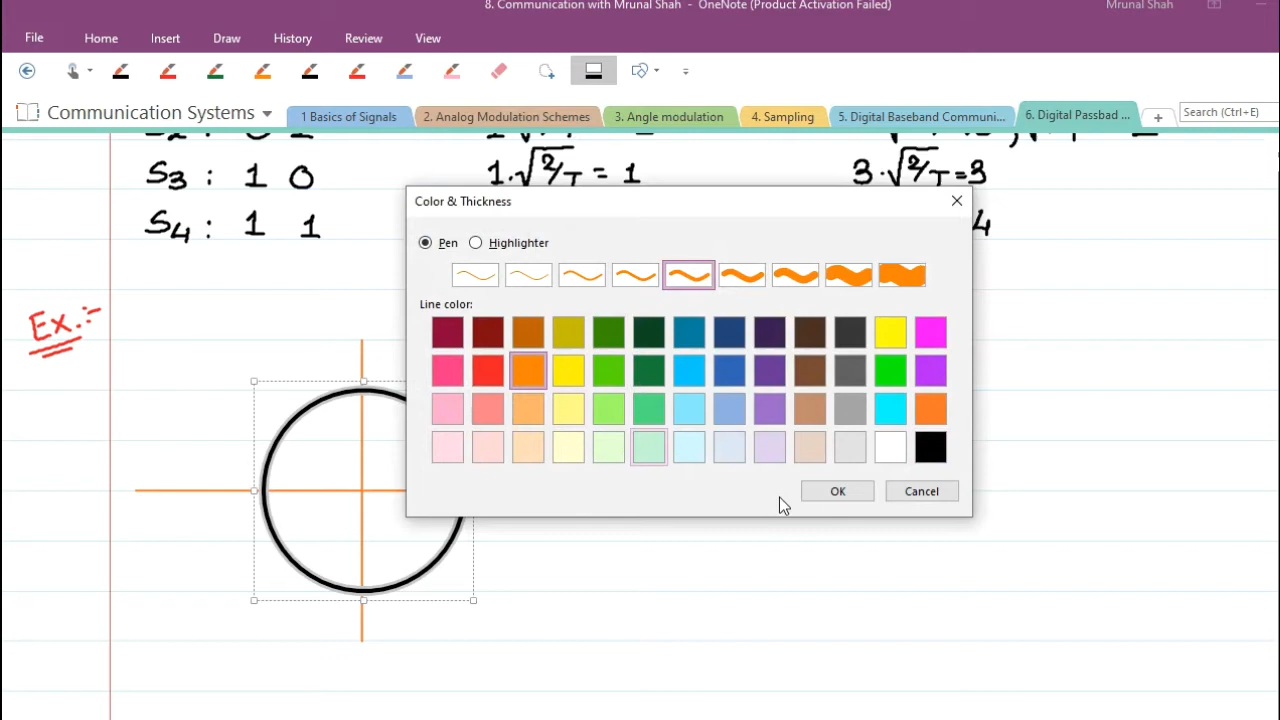 8. Communication with Mrunal Shah - OneNote (Product Activation Failed)
Mrunal Shah
File Home Insert Draw History Review View
Communication Systems
1 Basics of Signals
2. Analog Modulation Schemes
3. Angle modulation
4. Sampling
5. Digital Baseband Communi...
6. Digital Passbad ...
Search (Ctrl+E)
S3 : 1 0 1·√2/T = 1 3·√2/T=3
S4 : 1 1 4
Ex.:-
Color & Thickness
Pen Highlighter
Line color:
OK Cancel